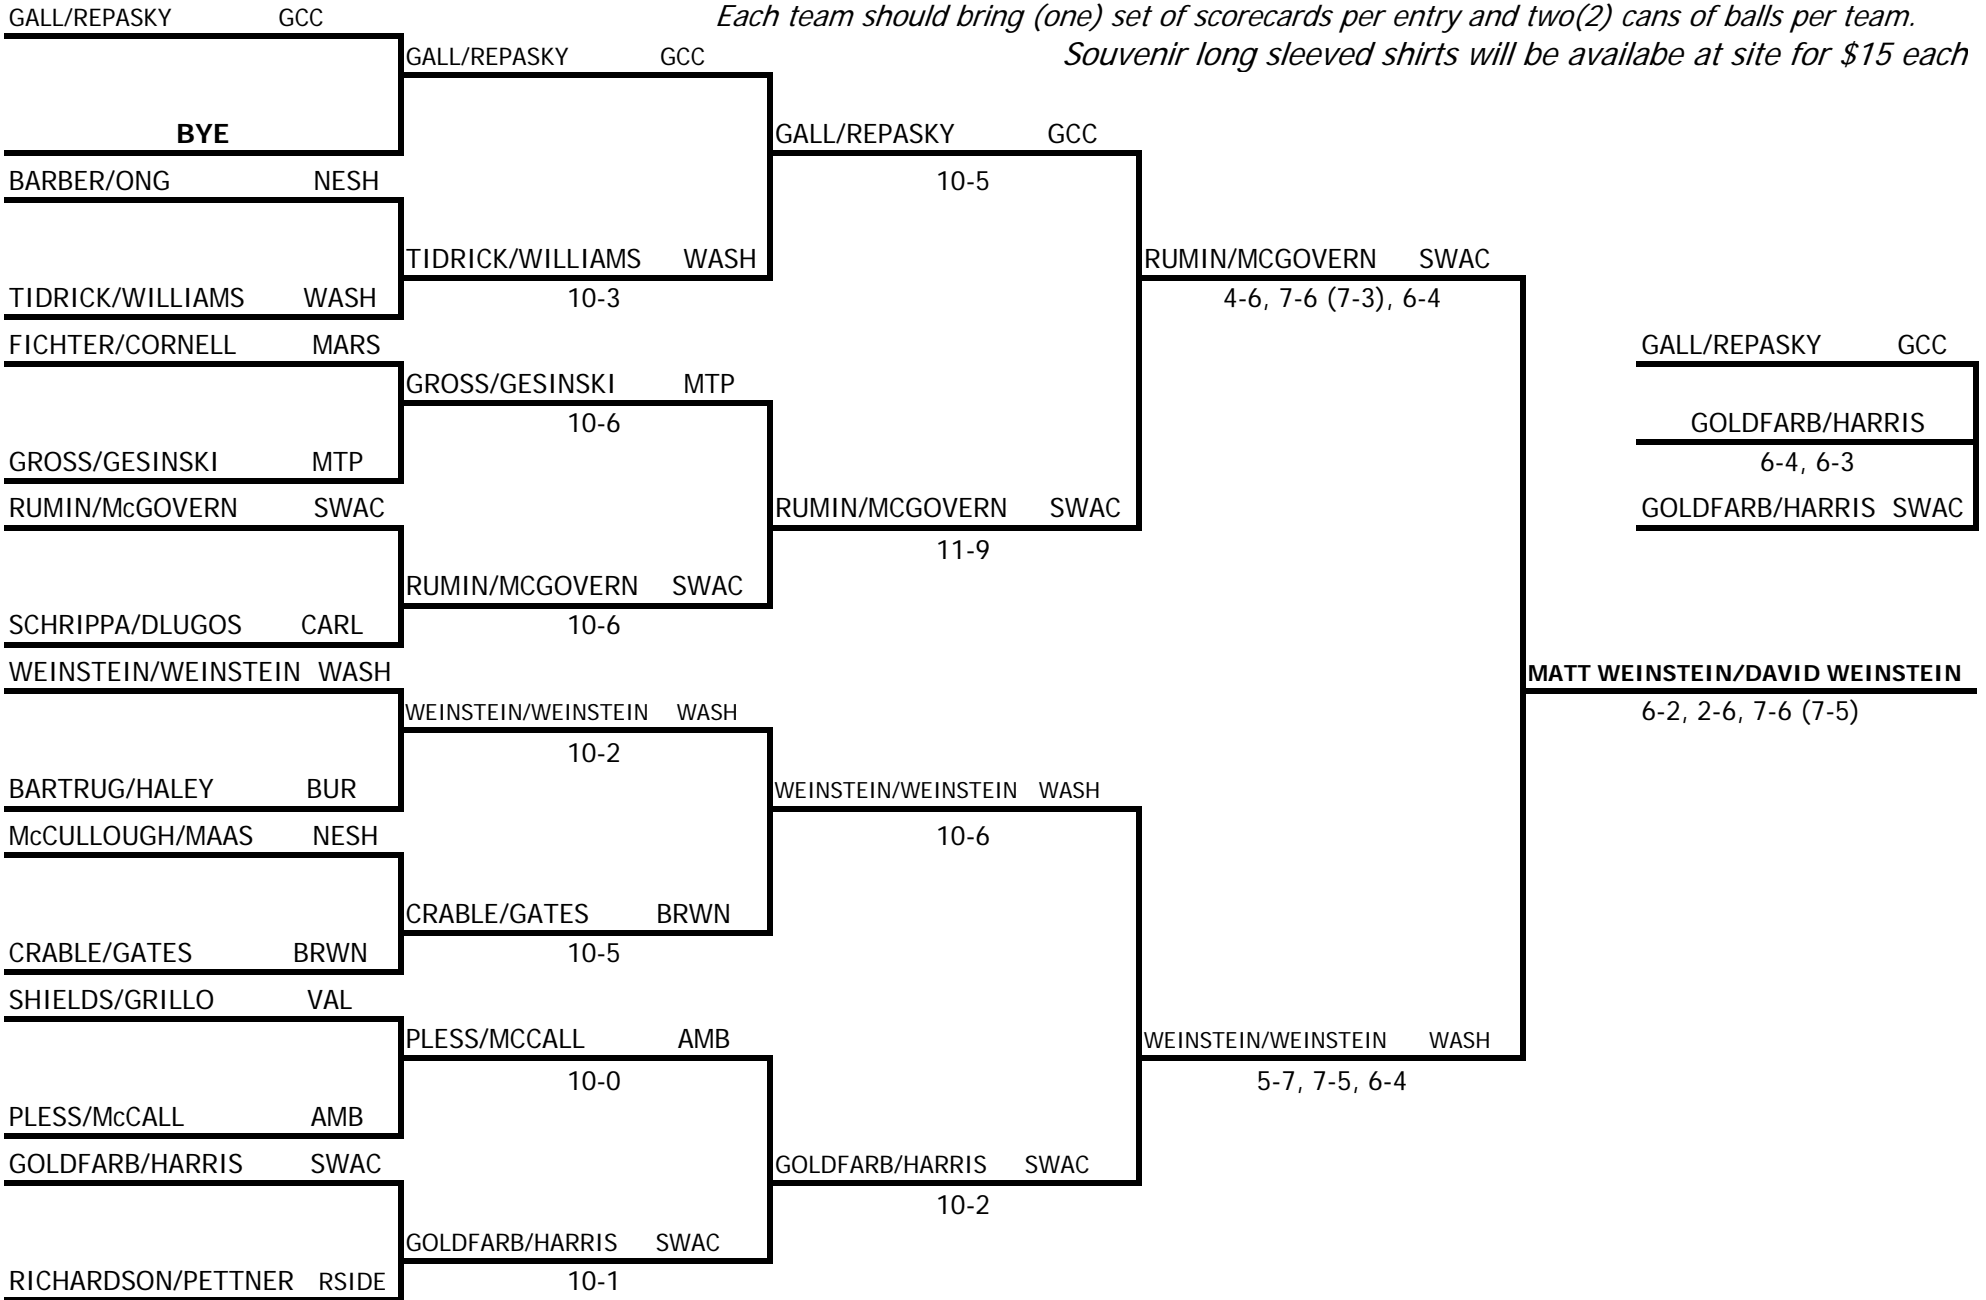 GALL/REPASKY GCC
Each team should bring (one) set of scorecards per entry and two(2) cans of balls per team.
Souvenir long sleeved shirts will be availabe at site for $15 each
BYE
BARBER/ONG NESH
TIDRICK/WILLIAMS WASH
FICHTER/CORNELL MARS
GROSS/GESINSKI MTP
RUMIN/McGOVERN SWAC
SCHRIPPA/DLUGOS CARL
WEINSTEIN/WEINSTEIN WASH
BARTRUG/HALEY BUR
McCULLOUGH/MAAS NESH
CRABLE/GATES BRWN
SHIELDS/GRILLO VAL
PLESS/McCALL AMB
GOLDFARB/HARRIS SWAC
RICHARDSON/PETTNER RSIDE
GALL/REPASKY GCC
TIDRICK/WILLIAMS WASH
10-3
GROSS/GESINSKI MTP
10-6
RUMIN/MCGOVERN SWAC
10-6
WEINSTEIN/WEINSTEIN WASH
10-2
CRABLE/GATES BRWN
10-5
PLESS/MCCALL AMB
10-0
GOLDFARB/HARRIS SWAC
10-1
GALL/REPASKY GCC
10-5
RUMIN/MCGOVERN SWAC
11-9
WEINSTEIN/WEINSTEIN WASH
10-6
GOLDFARB/HARRIS SWAC
10-2
RUMIN/MCGOVERN SWAC
4-6, 7-6 (7-3), 6-4
WEINSTEIN/WEINSTEIN WASH
5-7, 7-5, 6-4
GALL/REPASKY GCC
GOLDFARB/HARRIS
6-4, 6-3
GOLDFARB/HARRIS SWAC
MATT WEINSTEIN/DAVID WEINSTEIN
6-2, 2-6, 7-6 (7-5)